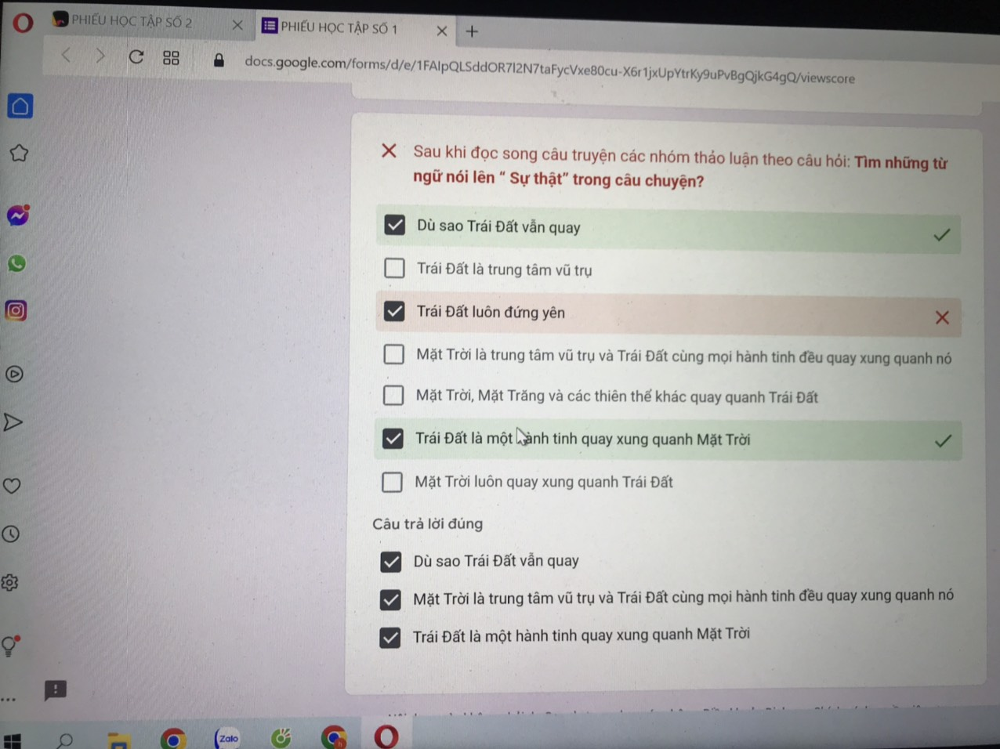 PHIẾU HỌC TẬP SỐ 2
PHIẾU HỌC TẬP SỐ 1
docs.google.com/forms/d/e/1FAIpQLSddOR7l2N7taFycVxe80cu-X6r1jxUpYtrKy9uPvBgQjkG4gQ/viewscore
Sau khi đọc song câu truyện các nhóm thảo luận theo câu hỏi: Tìm những từ
ngữ nói lên “ Sự thật” trong câu chuyện?
Dù sao Trái Đất vẫn quay
Trái Đất là trung tâm vũ trụ
Trái Đất luôn đứng yên
Mặt Trời là trung tâm vũ trụ và Trái Đất cùng mọi hành tinh đều quay xung quanh nó
Mặt Trời, Mặt Trăng và các thiên thể khác quay quanh Trái Đất
Trái Đất là một hành tinh quay xung quanh Mặt Trời
Mặt Trời luôn quay xung quanh Trái Đất
Câu trả lời đúng
Dù sao Trái Đất vẫn quay
Mặt Trời là trung tâm vũ trụ và Trái Đất cùng mọi hành tinh đều quay xung quanh nó
Trái Đất là một hành tinh quay xung quanh Mặt Trời
Zalo